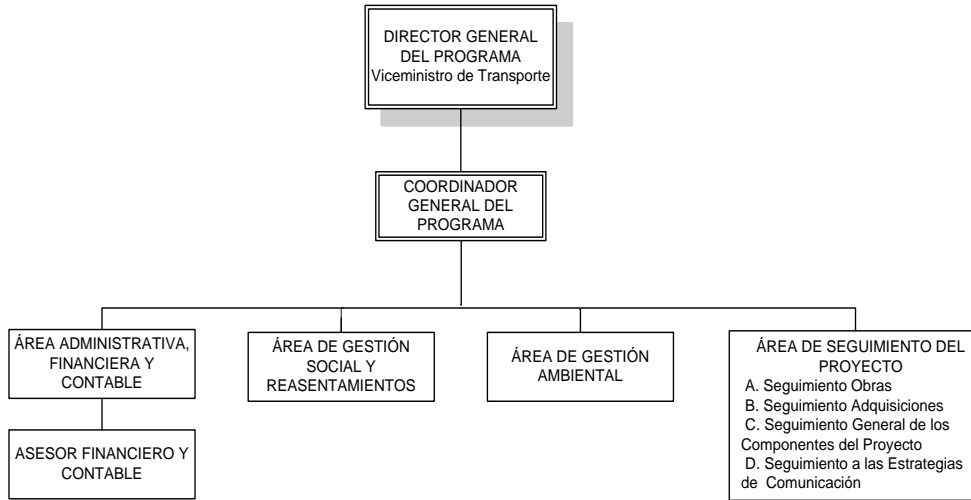 DIRECTOR GENERAL
DEL PROGRAMA
Viceministro de Transporte
COORDINADOR
GENERAL DEL
PROGRAMA
ÁREA ADMINISTRATIVA,
FINANCIERA Y
CONTABLE
ASESOR FINANCIERO Y
CONTABLE
ÁREA DE GESTIÓN
SOCIAL Y
REASENTAMIENTOS
ÁREA DE GESTIÓN
AMBIENTAL
ÁREA DE SEGUIMIENTO DEL
PROYECTO
A. Seguimiento Obras
B. Seguimiento Adquisiciones
C. Seguimiento General de los
Componentes del Proyecto
D. Seguimiento a las Estrategias
de Comunicación